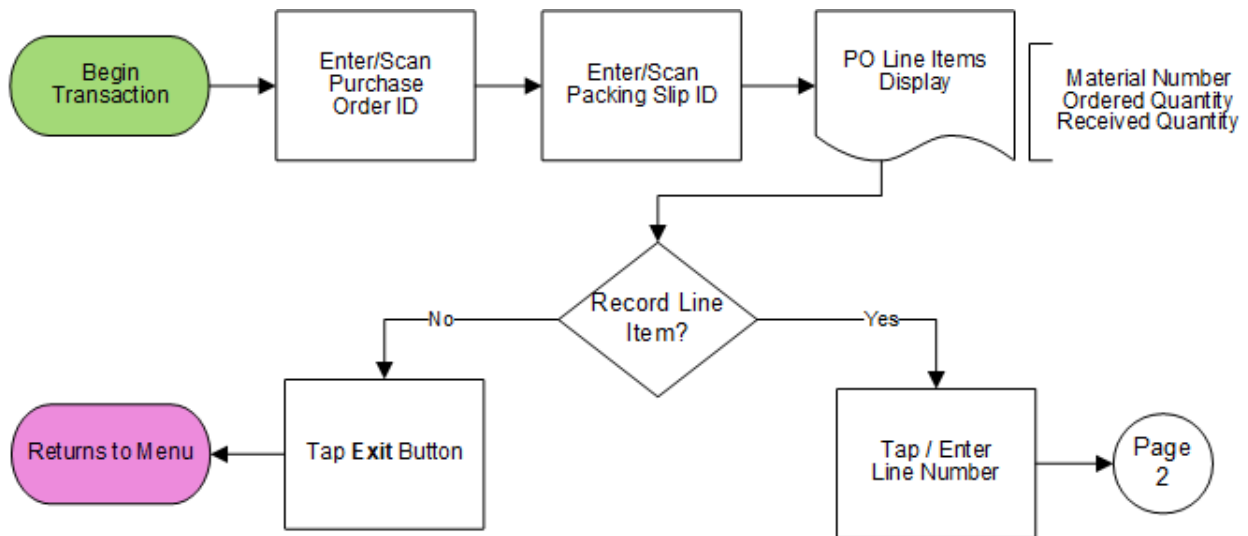 Begin
Transaction
Enter/Scan
Purchase
Order ID
Enter/Scan
Packing Slip ID
PO Line Items
Display
Material Number
Ordered Quantity
Received Quantity
Record Line
Item?
No
Yes
Returns to Menu
Tap Exit Button
Tap / Enter
Line Number
Page
2